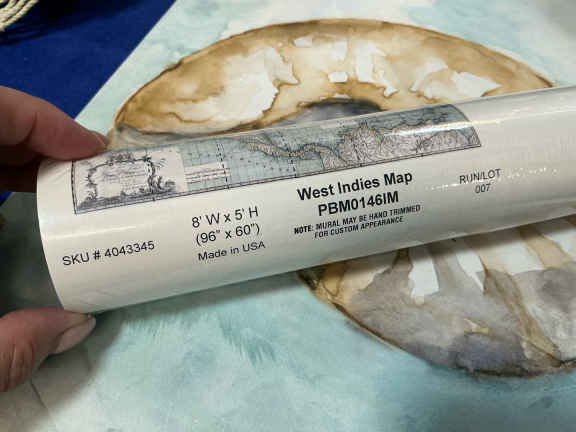 SKU # 4043345
8' W x 5' H
(96" x 60")
Made in USA
West Indies Map
PBM0146IM
NOTE: MURAL MAY BE HAND TRIMMED
FOR CUSTOM APPEARANCE
RUN/LOT
007